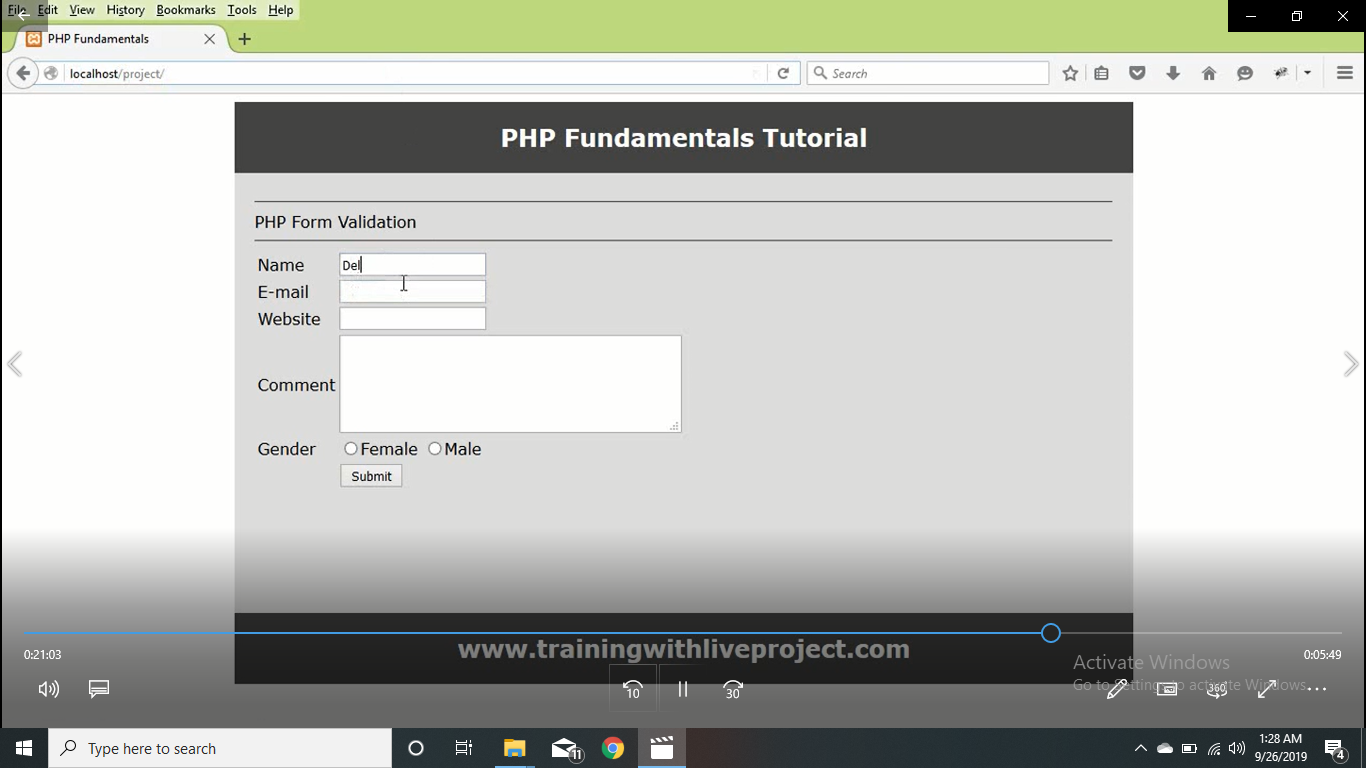 File Edit View History Bookmarks Tools Help
PHP Fundamentals
localhost/project/
Search
PHP Fundamentals Tutorial
PHP Form Validation
Name Del
E-mail
Website
Comment
Gender Female Male
Submit
www.trainingwithliveproject.com
0:21:03
0:05:49
Activate Windows
Go to Settings to activate Windows.
10
30
360
Type here to search
11
1:28 AM
9/26/2019
4